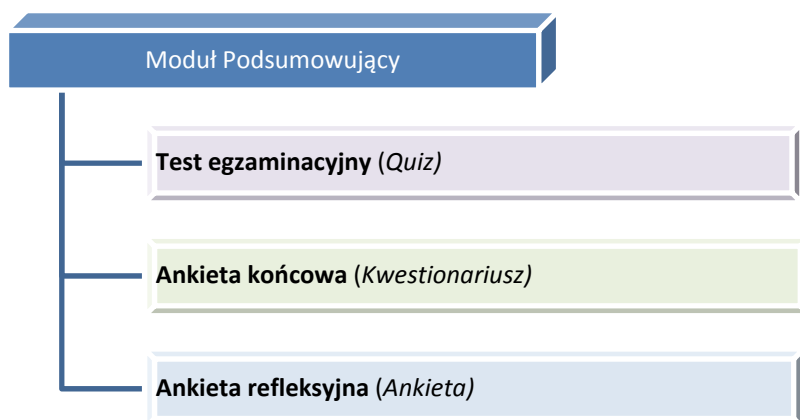 Moduł Podsumowujący
Test egzaminacyjny (Quiz)
Ankieta końcowa (Kwestionariusz)
Ankieta refleksyjna (Ankieta)